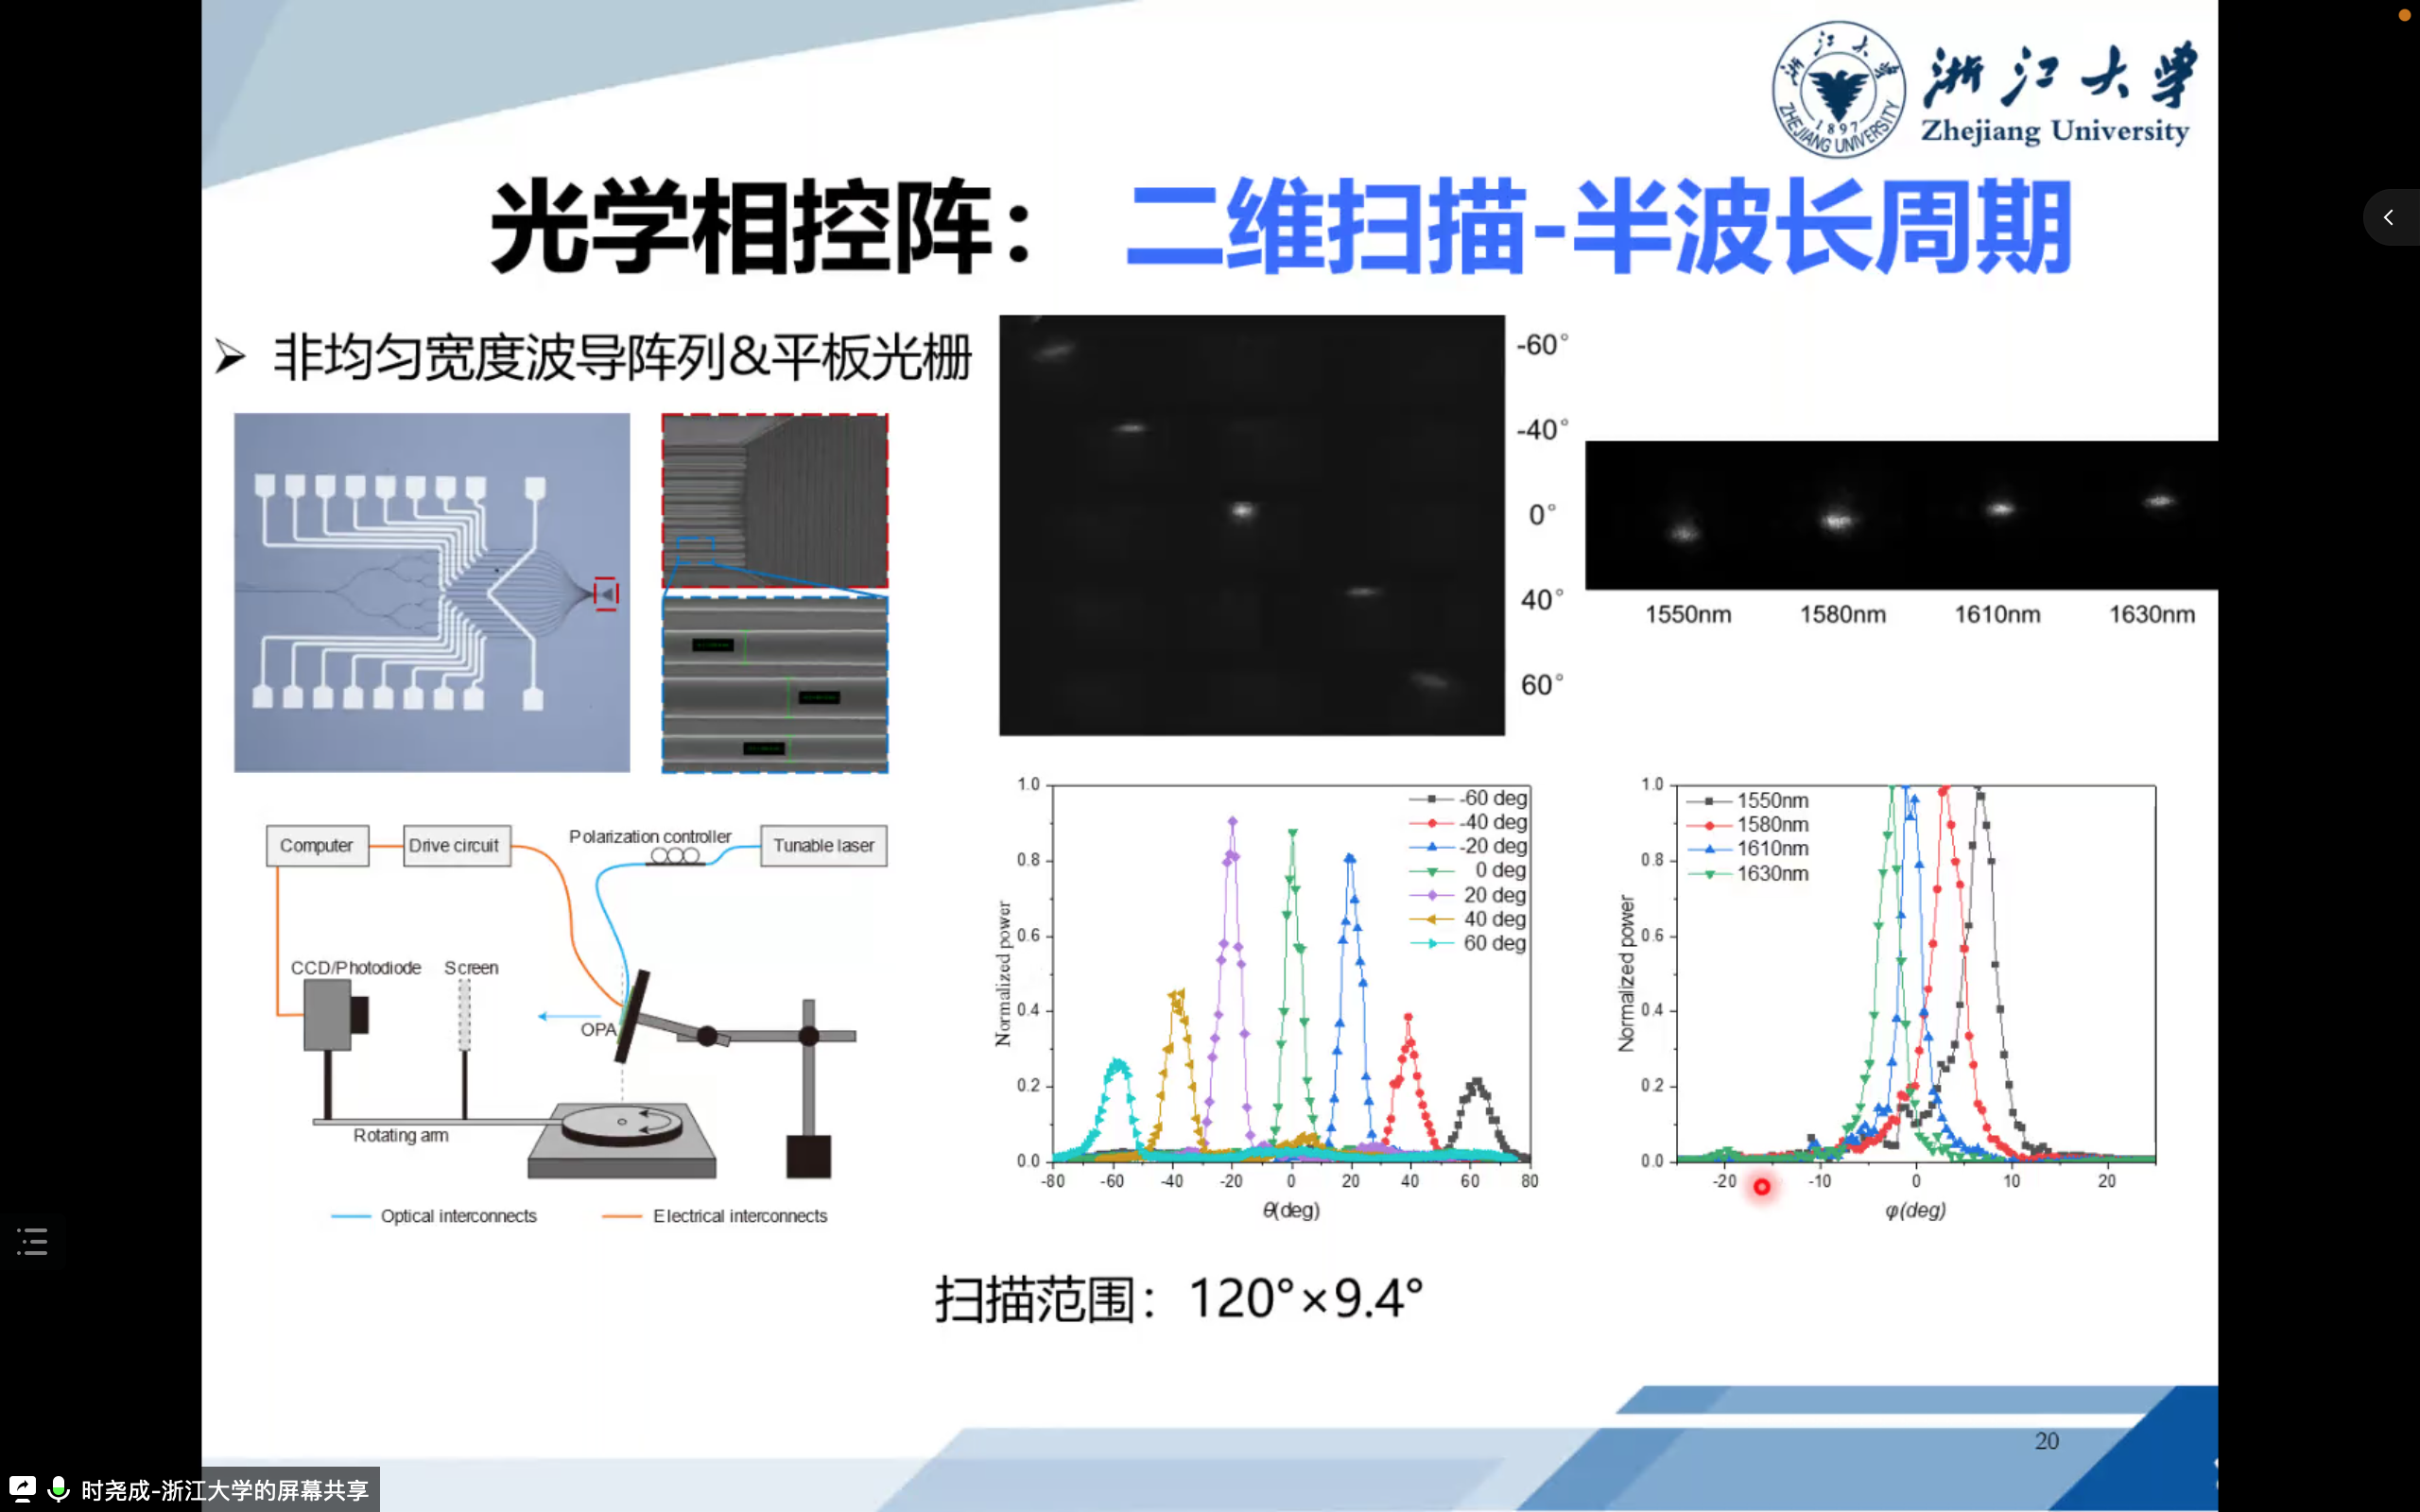 浙江大学
ZHEJIANG UNIVERSITY
1897
浙江大学
Zhejiang University
光学相控阵： 二维扫描-半波长周期
➢ 非均匀宽度波导阵列&平板光栅
-60°
-40°
0°
40°
60°
1550nm 1580nm 1610nm 1630nm
Computer
Drive circuit
Polarization controller
Tunable laser
CCD/Photodiode
Screen
OPA
Rotating arm
Optical interconnects
Electrical interconnects
Normalized power
1.0
0.8
0.6
0.4
0.2
0.0
-80 -60 -40 -20 0 20 40 60 80
θ(deg)
-60 deg
-40 deg
-20 deg
0 deg
20 deg
40 deg
60 deg
Normalized power
1.0
0.8
0.6
0.4
0.2
0.0
-20 -10 0 10 20
φ(deg)
1550nm
1580nm
1610nm
1630nm
扫描范围：120°×9.4°
20
时尧成-浙江大学的屏幕共享